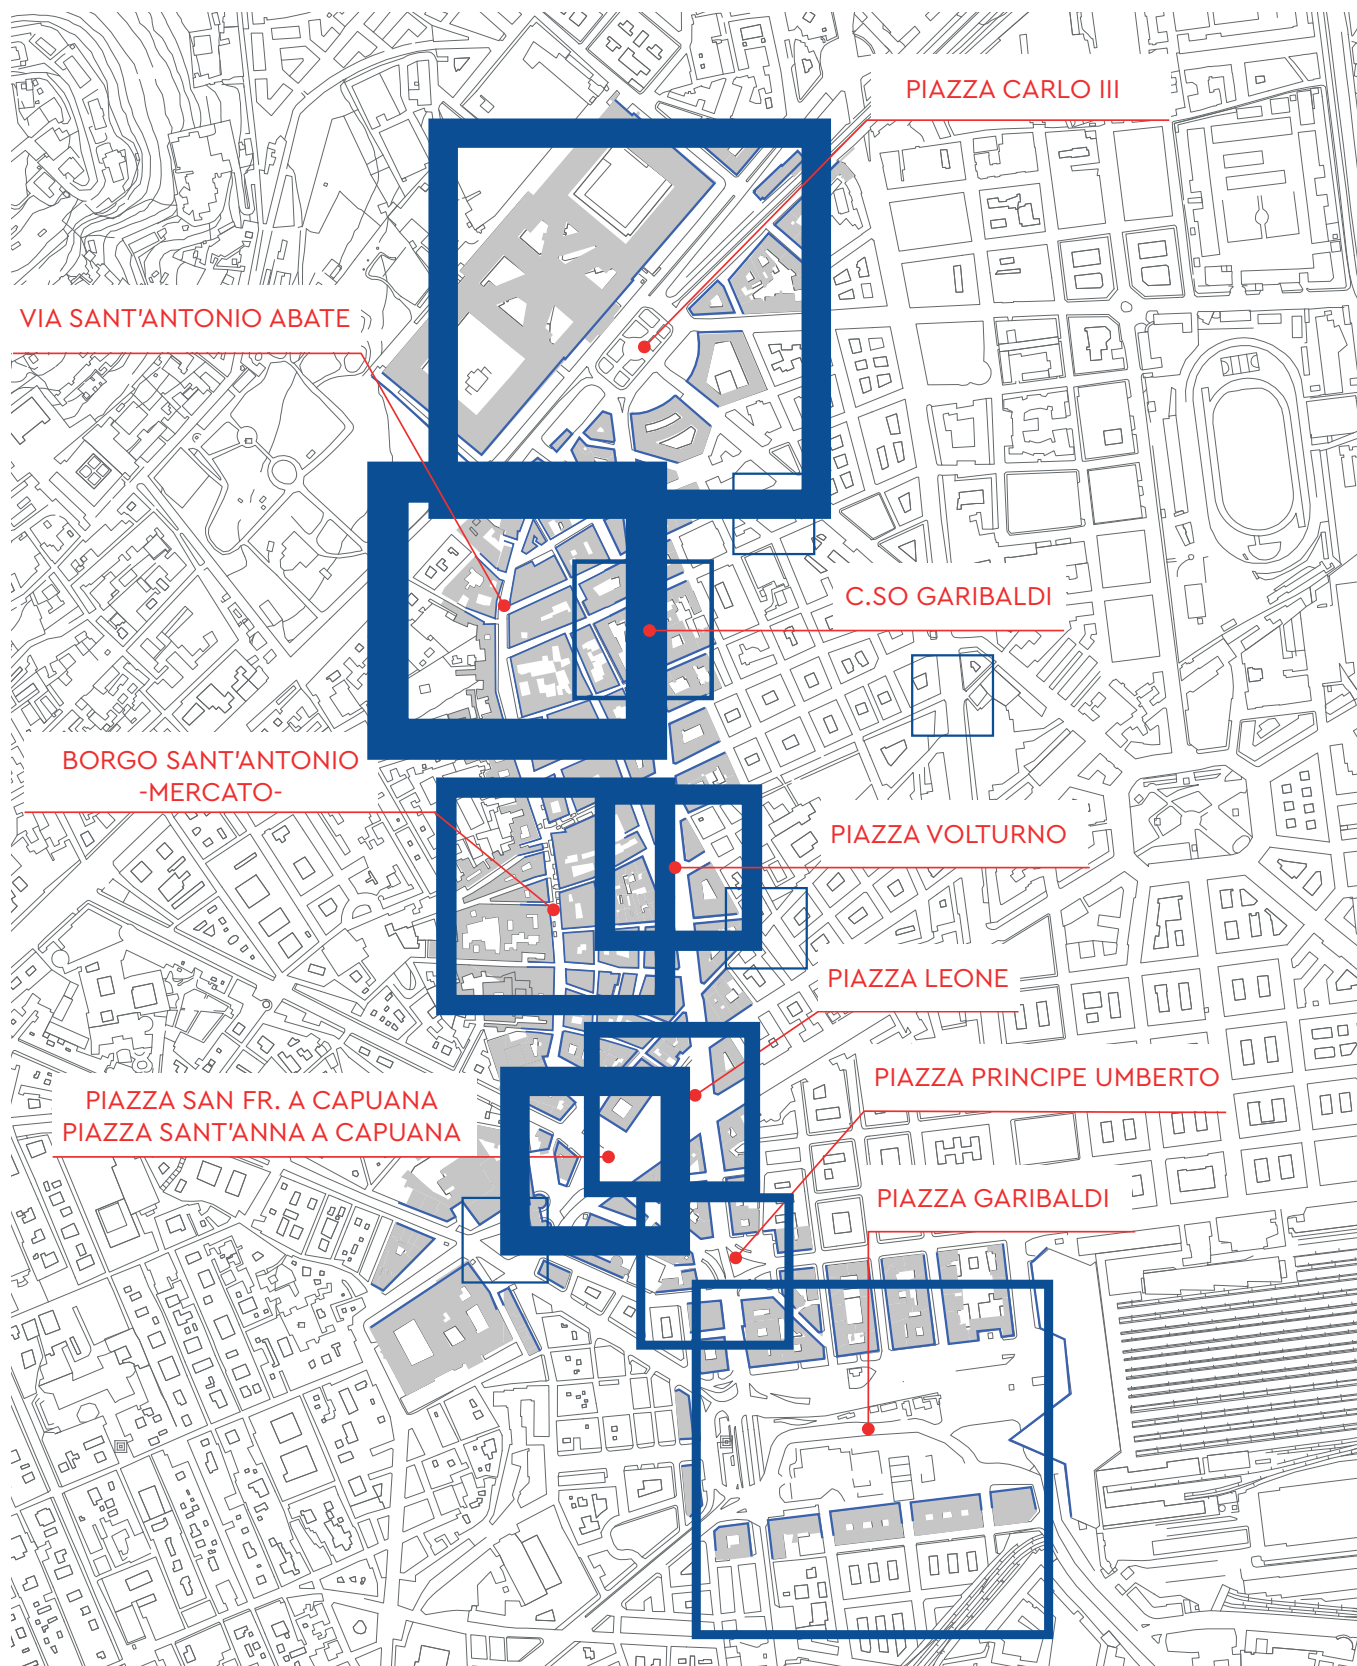 PIAZZA CARLO III
VIA SANT'ANTONIO ABATE
C.SO GARIBALDI
BORGO SANT'ANTONIO
-MERCATO-
PIAZZA VOLTURNO
PIAZZA LEONE
PIAZZA PRINCIPE UMBERTO
PIAZZA SAN FR. A CAPUANA
PIAZZA SANT'ANNA A CAPUANA
PIAZZA GARIBALDI